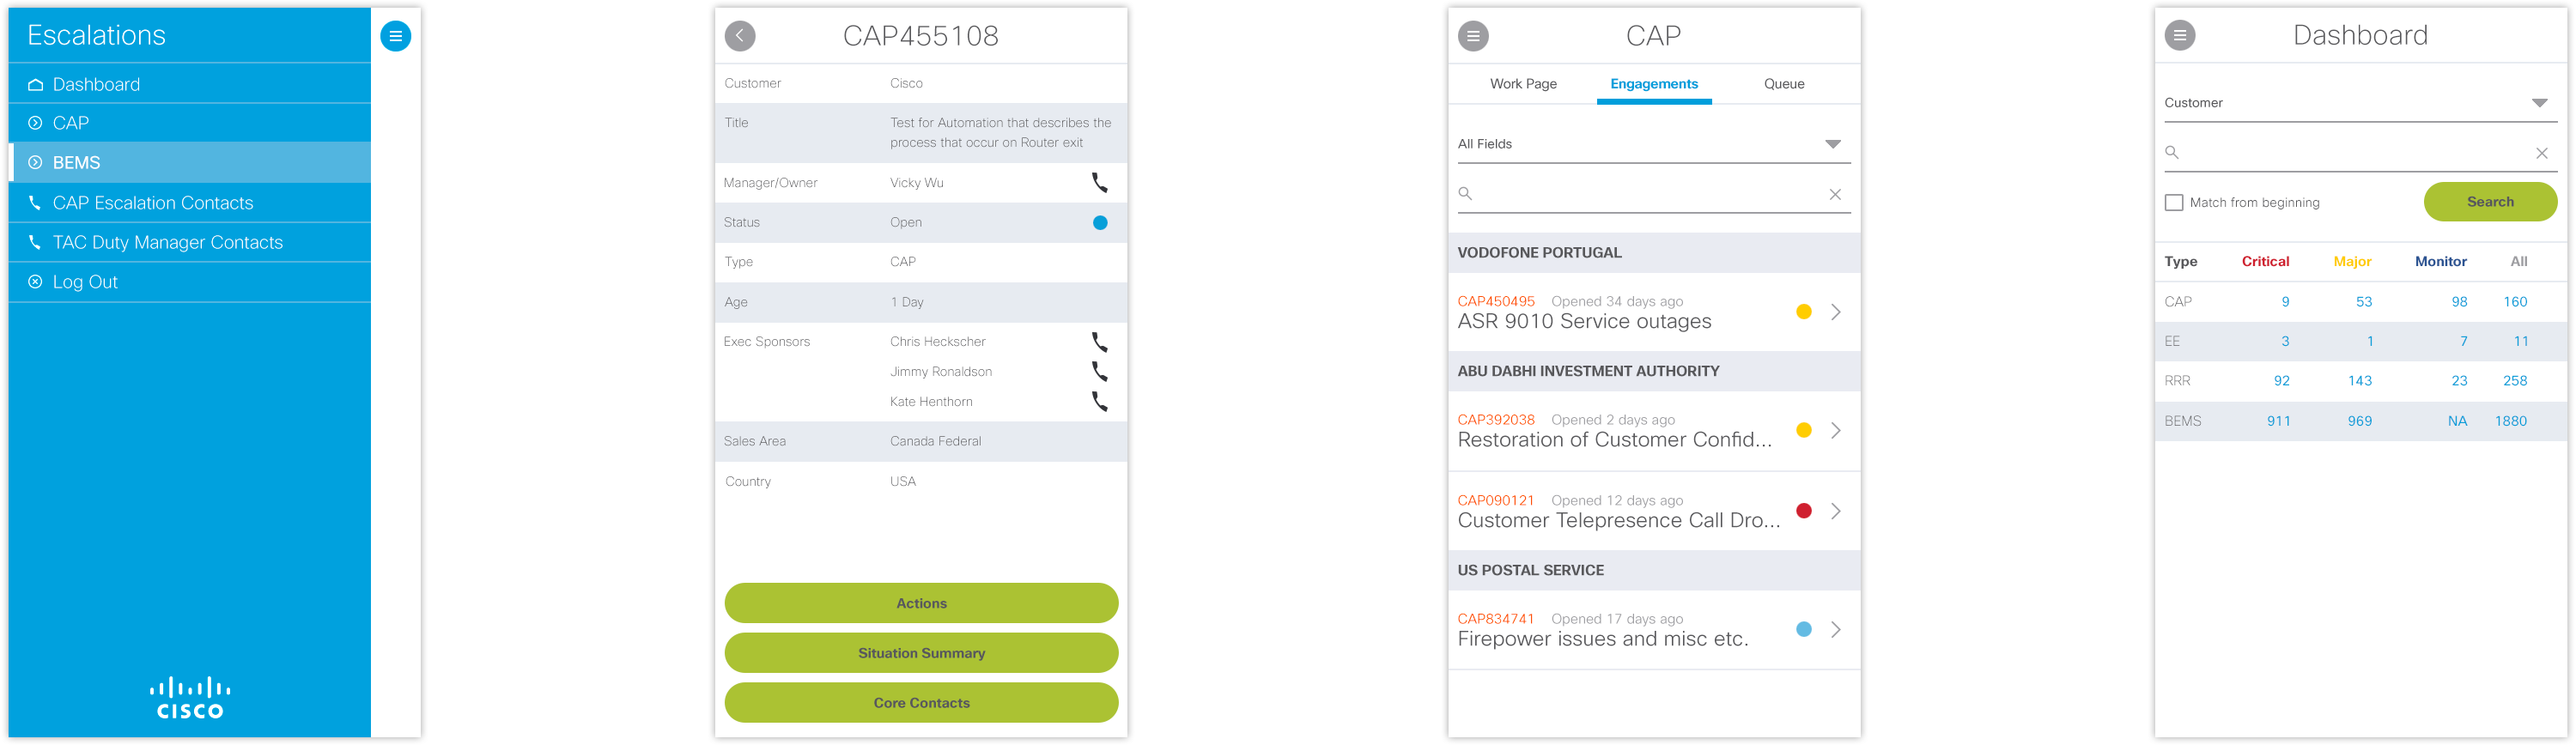 Escalations
Dashboard
CAP
BEMS
CAP Escalation Contacts
TAC Duty Manager Contacts
Log Out
CISCO
CAP455108
Customer Cisco
Title Test for Automation that describes the
process that occur on Router exit
Manager/Owner Vicky Wu
Status Open
Type CAP
Age 1 Day
Exec Sponsors Chris Heckscher
Jimmy Ronaldson
Kate Henthorn
Sales Area Canada Federal
Country USA
Actions
Situation Summary
Core Contacts
CAP
Work Page Engagements Queue
All Fields
VODOFONE PORTUGAL
CAP450495 Opened 34 days ago
ASR 9010 Service outages
ABU DABHI INVESTMENT AUTHORITY
CAP392038 Opened 2 days ago
Restoration of Customer Confid...
CAP090121 Opened 12 days ago
Customer Telepresence Call Dro...
US POSTAL SERVICE
CAP834741 Opened 17 days ago
Firepower issues and misc etc.
Dashboard
Customer
Match from beginning Search
Type Critical Major Monitor All
CAP 9 53 98 160
EE 3 1 7 11
RRR 92 143 23 258
BEMS 911 969 NA 1880